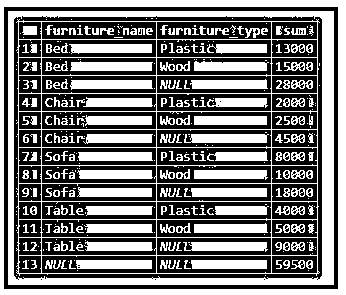 furniture_name furniture_type sum
1 Bed Plastic 13000
2 Bed Wood 15000
3 Bed NULL 28000
4 Chair Plastic 2000
5 Chair Wood 2500
6 Chair NULL 4500
7 Sofa Plastic 8000
8 Sofa Wood 10000
9 Sofa NULL 18000
10 Table Plastic 4000
11 Table Wood 5000
12 Table NULL 9000
13 NULL NULL 59500